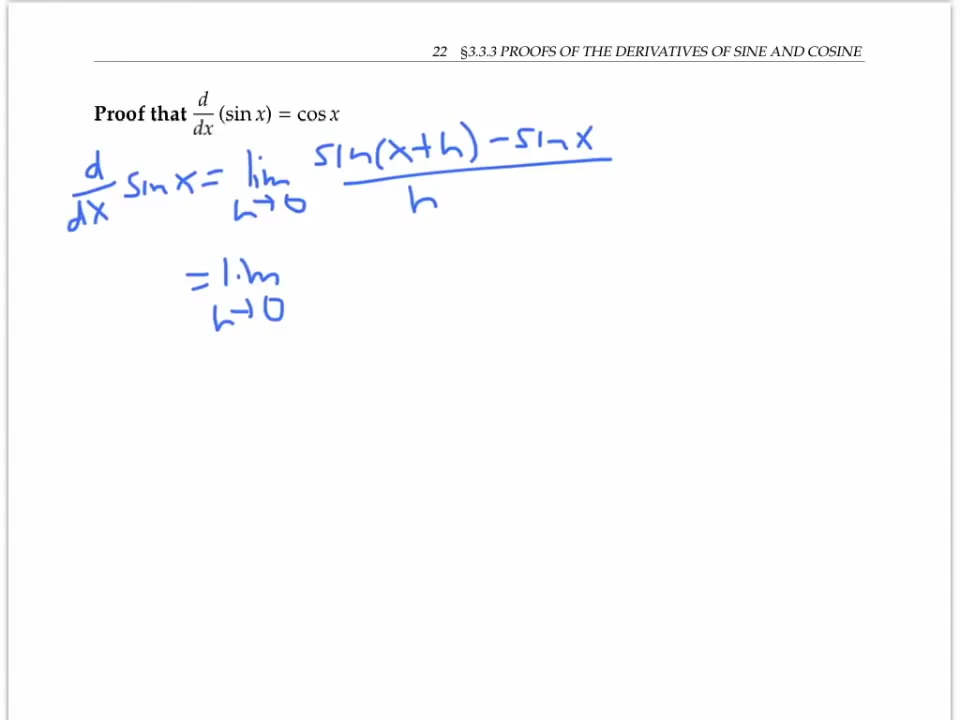 22 §3.3.3 PROOFS OF THE DERIVATIVES OF SINE AND COSINE
Proof that d/dx (sin x) = cos x
d/dx sin x = lim h→0 (sin(x+h) - sin x)/h
= lim h→0